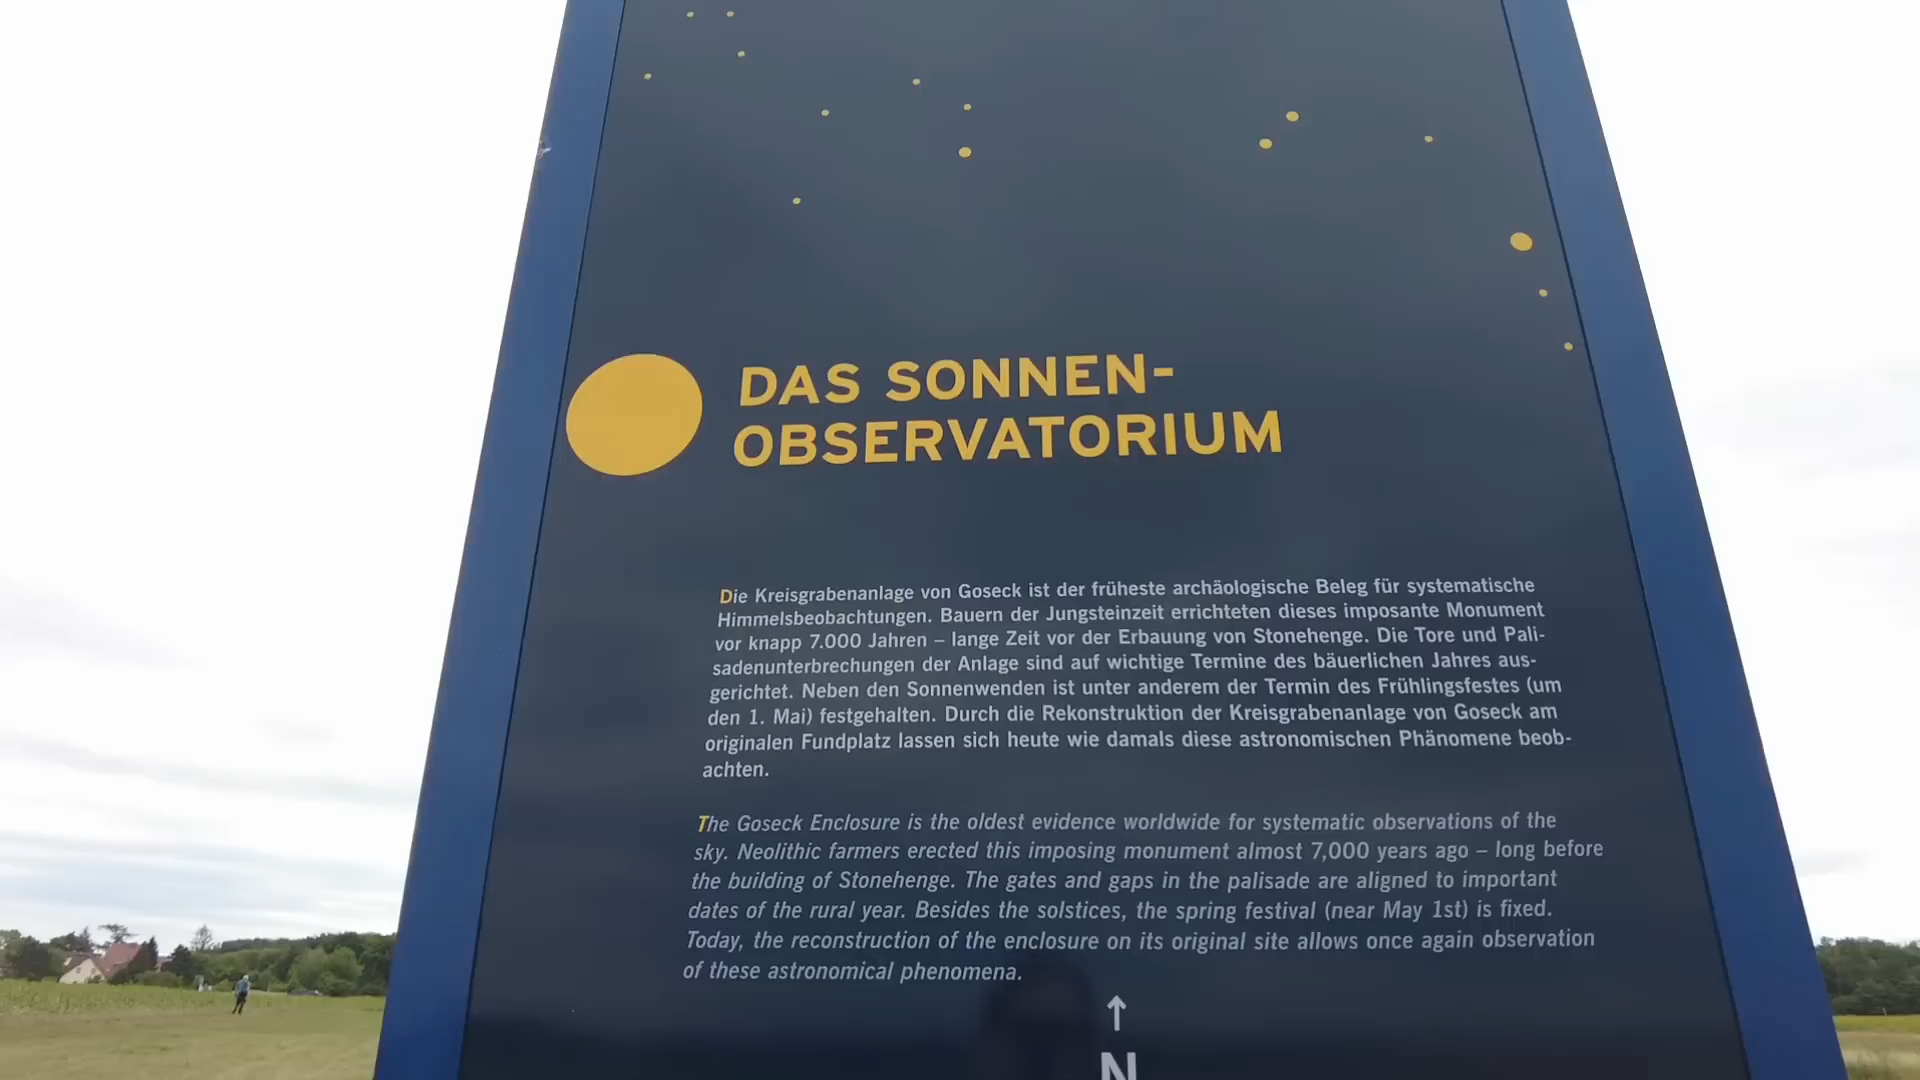 DAS SONNEN-
OBSERVATORIUM
Die Kreisgrabenanlage von Goseck ist der früheste archäologische Beleg für systematische
Himmelsbeobachtungen. Bauern der Jungsteinzeit errichteten dieses imposante Monument
vor knapp 7.000 Jahren – lange Zeit vor der Erbauung von Stonehenge. Die Tore und Pali-
sadenunterbrechungen der Anlage sind auf wichtige Termine des bäuerlichen Jahres aus-
gerichtet. Neben den Sonnenwenden ist unter anderem der Termin des Frühlingsfestes (um
den 1. Mai) festgehalten. Durch die Rekonstruktion der Kreisgrabenanlage von Goseck am
originalen Fundplatz lassen sich heute wie damals diese astronomischen Phänomene beob-
achten.
The Goseck Enclosure is the oldest evidence worldwide for systematic observations of the
sky. Neolithic farmers erected this imposing monument almost 7,000 years ago – long before
the building of Stonehenge. The gates and gaps in the palisade are aligned to important
dates of the rural year. Besides the solstices, the spring festival (near May 1st) is fixed.
Today, the reconstruction of the enclosure on its original site allows once again observation
of these astronomical phenomena.
↑
N